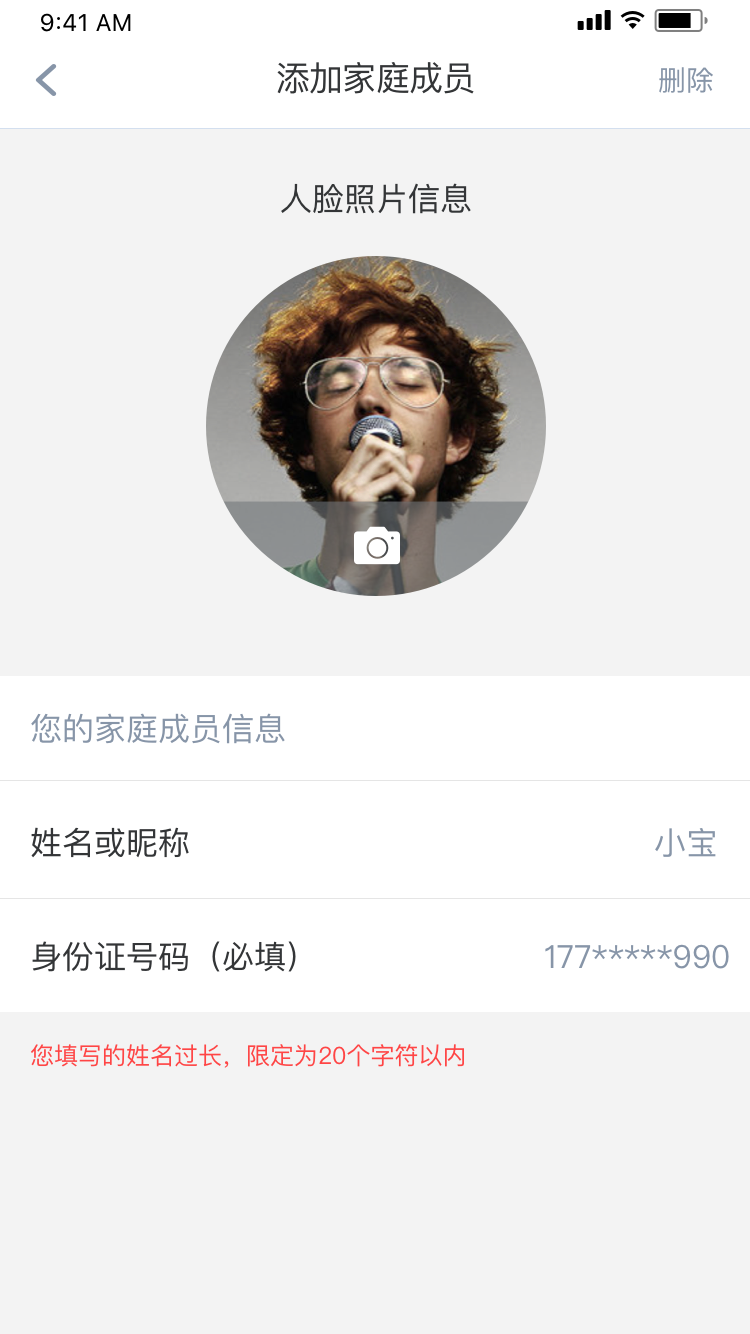 9:41 AM
添加家庭成员
删除
人脸照片信息
您的家庭成员信息
姓名或昵称
小宝
身份证号码（必填）
177*****990
您填写的姓名过长，限定为20个字符以内